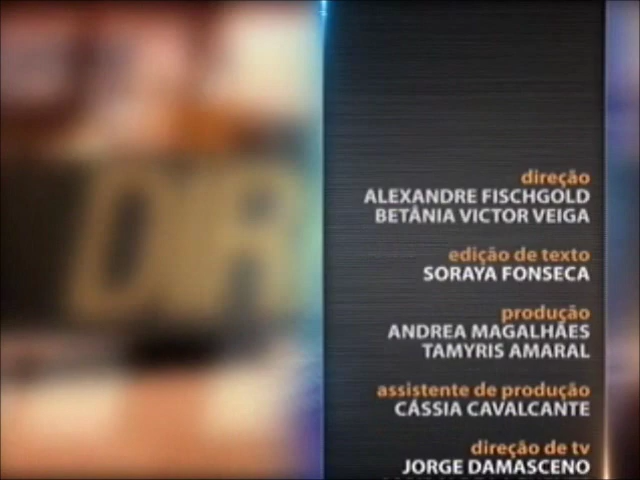 DIR
direção
ALEXANDRE FISCHGOLD
BETÂNIA VICTOR VEIGA
edição de texto
SORAYA FONSECA
produção
ANDREA MAGALHÃES
TAMYRIS AMARAL
assistente de produção
CÁSSIA CAVALCANTE
direção de tv
JORGE DAMASCENO